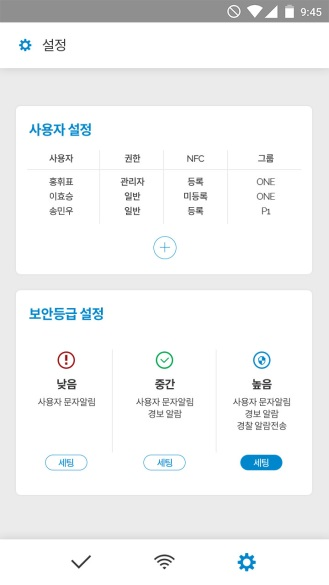 9:45
설정
사용자 설정
사용자 권한 NFC 그룹
홍휘표 관리자 등록 ONE
이효승 일반 미등록 ONE
송민우 일반 등록 P1
보안등급 설정
낮음 중간 높음
사용자 문자알림 사용자 문자알림 사용자 문자알림
경보 알람 경보 알람
경찰 알람전송
세팅 세팅 세팅